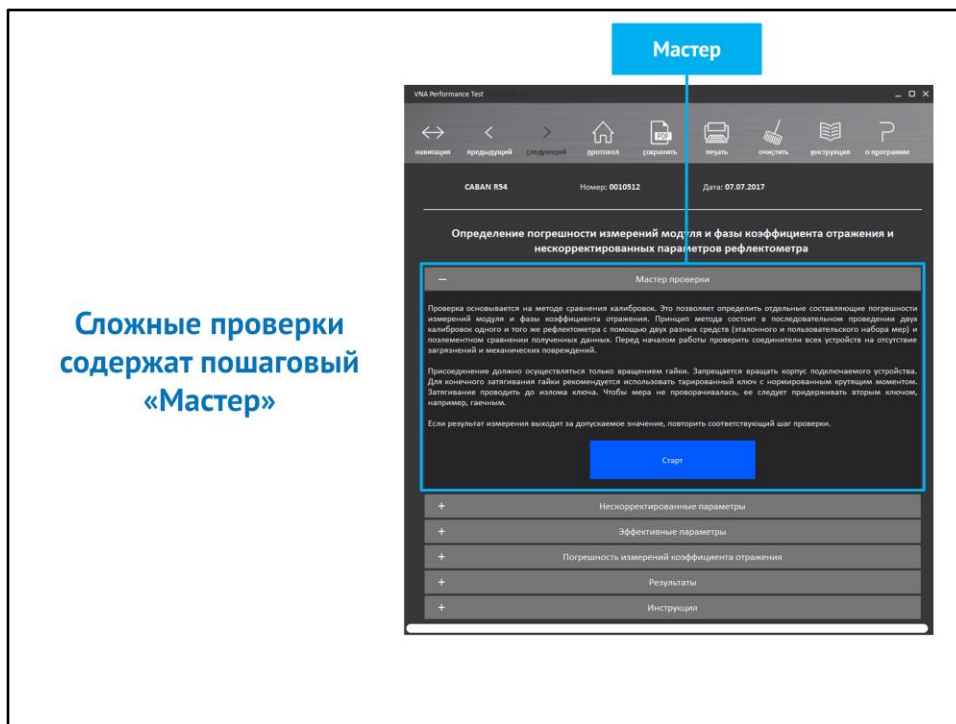 Мастер
VNA Performance Test
навигация
предыдущий
следующий
протокол
PDF
сохранить
печать
очистить
инструкция
о программе
CABAN R54 Номер: 0010512 Дата: 07.07.2017
Определение погрешности измерений модуля и фазы коэффициента отражения и
нескорректированных параметров рефлектометра
− Мастер проверки
Проверка основывается на методе сравнения калибровок. Это позволяет определить отдельные составляющие погрешности
измерений модуля и фазы коэффициента отражения. Принцип метода состоит в последовательном проведении двух
калибровок одного и того же рефлектометра с помощью двух разных средств (эталонного и пользовательского набора мер) и
поэлементном сравнении полученных данных. Перед началом работы проверить соединители всех устройств на отсутствие
загрязнений и механических повреждений.
Присоединение должно осуществляться только вращением гайки. Запрещается вращать корпус подключаемого устройства.
Для конечного затягивания гайки рекомендуется использовать тарированный ключ с нормированным крутящим моментом.
Затягивание проводить до излома ключа. Чтобы мера не проворачивалась, ее следует придерживать вторым ключом,
например, гаечным.
Если результат измерения выходит за допускаемое значение, повторить соответствующий шаг проверки.
Старт
+ Нескорректированные параметры
+ Эффективные параметры
+ Погрешность измерений коэффициента отражения
+ Результаты
+ Инструкция
Сложные проверки
содержат пошаговый
«Мастер»